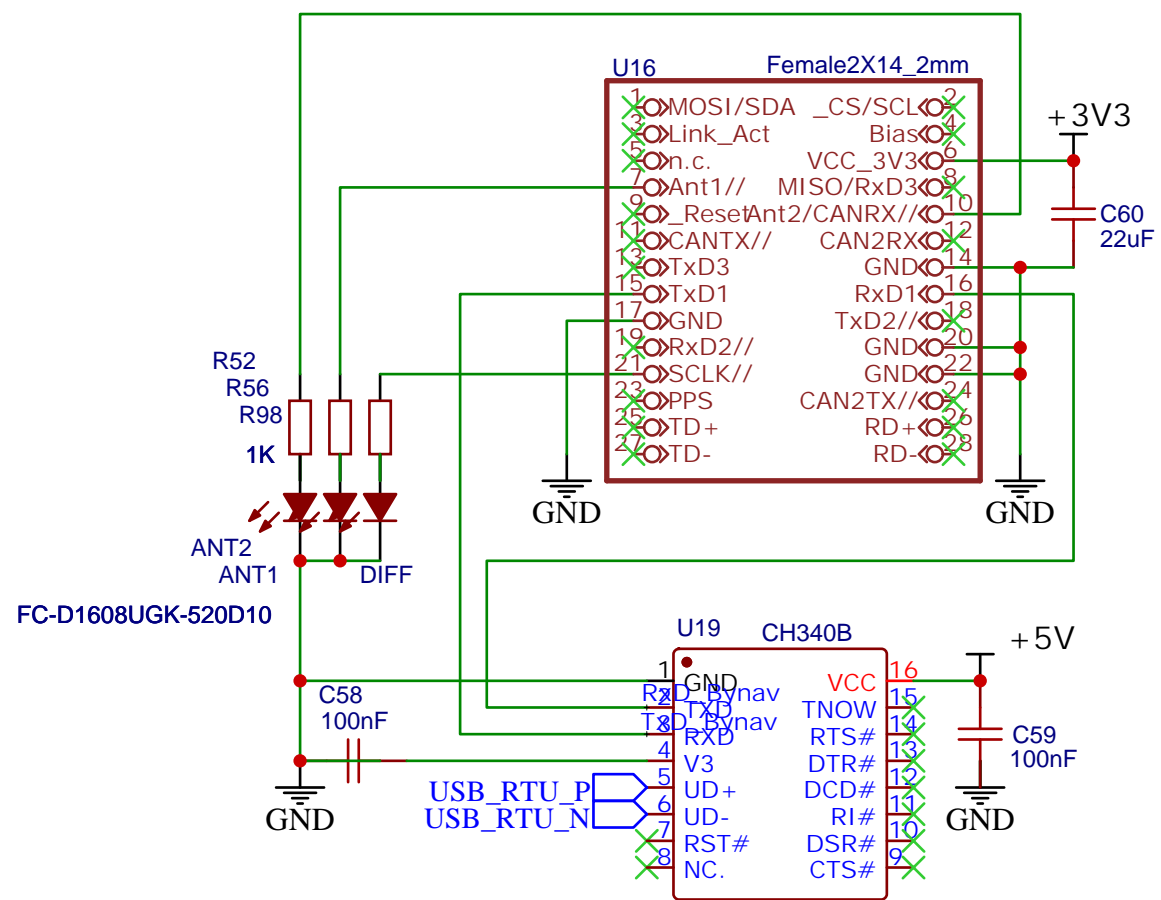 U16 Female2X14_2mm
1 MOSI/SDA _CS/SCL 2
3 Link_Act Bias 4
5 n.c. VCC_3V3 6
7 Ant1// MISO/RxD3 8
9 _Reset Ant2/CANRX// 10
11 CANTX// CAN2RX 12
13 TxD3 GND 14
15 TxD1 RxD1 16
17 GND TxD2// 18
19 RxD2// GND 20
21 SCLK// GND 22
23 PPS CAN2TX// 24
25 TD+ RD+ 26
27 TD- RD- 28
+3V3
C60
22uF
R52
R56
R98
1K
GND
GND
ANT2
ANT1
DIFF
FC-D1608UGK-520D10
U19 CH340B
+5V
1 GND VCC 16
RxD_Bynav
2 TXD TNOW 15
TxD_Bynav
3 RXD RTS# 14
4 V3 DTR# 13
USB_RTU_P 5 UD+ DCD# 12
USB_RTU_N 6 UD- RI# 11
7 RST# DSR# 10
8 NC. CTS# 9
C58
100nF
C59
100nF
GND
GND